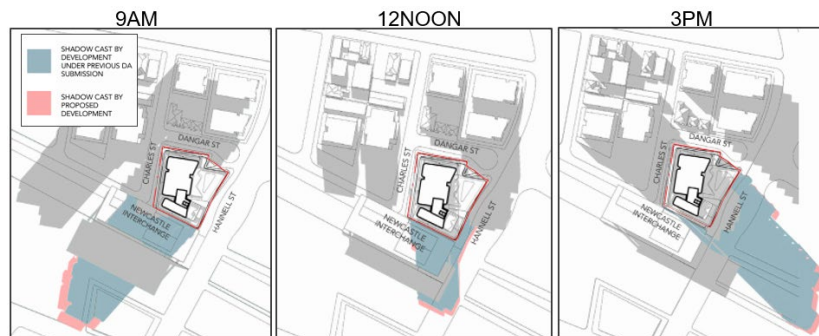 9AM
12NOON
3PM
SHADOW CAST BY
DEVELOPMENT
UNDER PREVIOUS DA
SUBMISSION
SHADOW CAST BY
PROPOSED
DEVELOPMENT
DANGAR ST
CHARLES ST
HANNELL ST
NEWCASTLE
INTERCHANGE
DANGAR ST
CHARLES ST
HANNELL ST
NEWCASTLE
INTERCHANGE
DANGAR ST
CHARLES ST
HANNELL ST
NEWCASTLE
INTERCHANGE